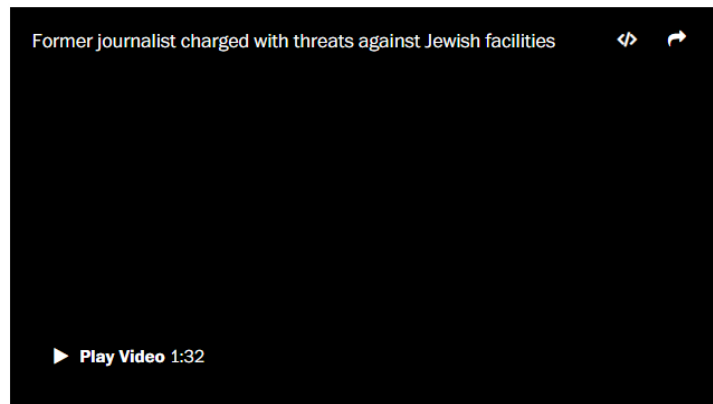 Former journalist charged with threats against Jewish facilities
Play Video 1:32